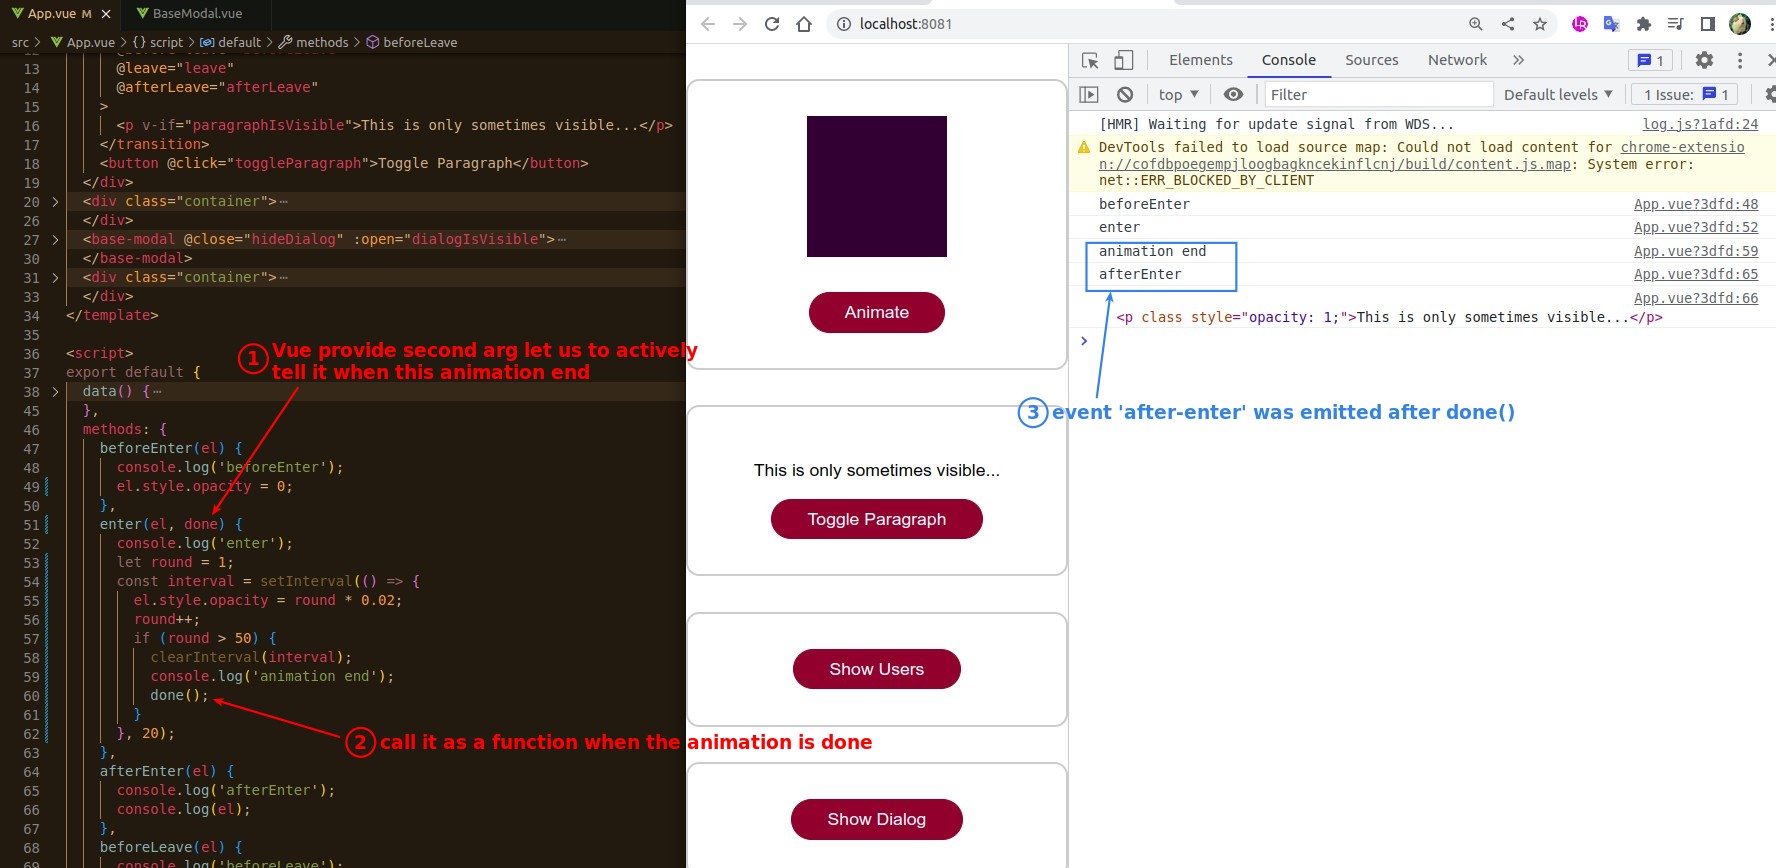 App.vue M ×
BaseModal.vue
src > App.vue > {} script > default > methods > beforeLeave
13 @leave="leave"
14 @afterLeave="afterLeave"
15 >
16 <p v-if="paragraphIsVisible">This is only sometimes visible...</p>
17 </transition>
18 <button @click="toggleParagraph">Toggle Paragraph</button>
19 </div>
20 > <div class="container">⋯
26 </div>
27 > <base-modal @close="hideDialog" :open="dialogIsVisible">⋯
30 </base-modal>
31 > <div class="container">⋯
33 </div>
34 </template>
35
36 <script>
37 export default {
38 > data() {⋯
45 },
46 methods: {
47 beforeEnter(el) {
48 console.log('beforeEnter');
49 el.style.opacity = 0;
50 },
51 enter(el, done) {
52 console.log('enter');
53 let round = 1;
54 const interval = setInterval(() => {
55 el.style.opacity = round * 0.02;
56 round++;
57 if (round > 50) {
58 clearInterval(interval);
59 console.log('animation end');
60 done();
61 }
62 }, 20);
63 },
64 afterEnter(el) {
65 console.log('afterEnter');
66 console.log(el);
67 },
68 beforeLeave(el) {
69 console.log('beforeLeave');
1 Vue provide second arg let us to actively
tell it when this animation end
2 call it as a function when the animation is done
localhost:8081
Animate
This is only sometimes visible...
Toggle Paragraph
Show Users
Show Dialog
Elements Console Sources Network » 1
top ▼ Filter Default levels ▼ 1 Issue: 1
[HMR] Waiting for update signal from WDS... log.js?1afd:24
DevTools failed to load source map: Could not load content for chrome-extensio
n://cofdbpoegempjloogbagkncekinflcnj/build/content.js.map: System error:
net::ERR_BLOCKED_BY_CLIENT
beforeEnter App.vue?3dfd:48
enter App.vue?3dfd:52
animation end App.vue?3dfd:59
afterEnter App.vue?3dfd:65
App.vue?3dfd:66
<p class style="opacity: 1;">This is only sometimes visible...</p>
>
3 event 'after-enter' was emitted after done()